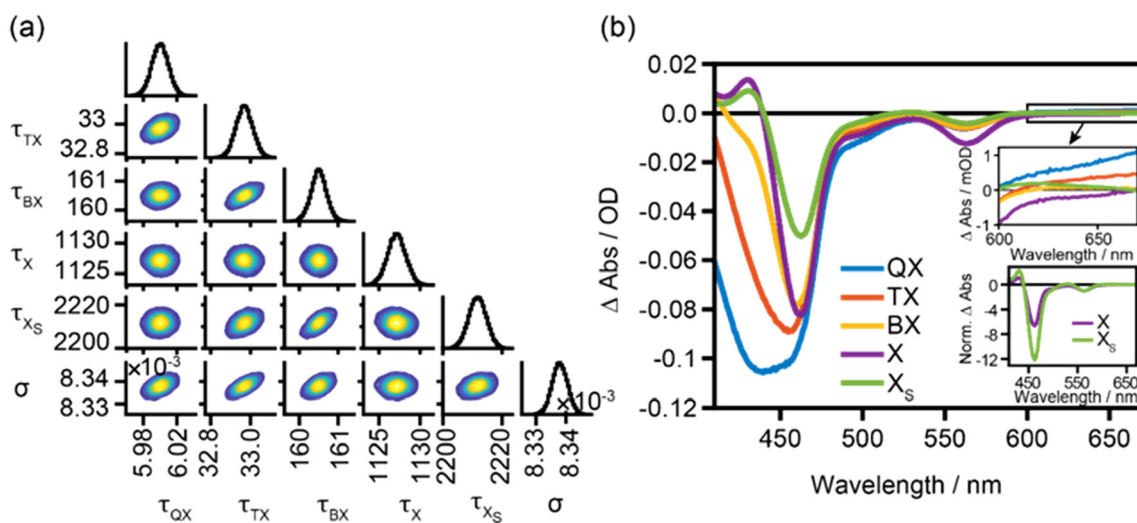 (a)
τTX
33
32.8
τBX
161
160
τX
1130
1125
τXS
2220
2200
σ
×10-3
8.34
8.33
5.98
6.02
32.8
33.0
160
161
1125
1130
2200
2220
×10-3
8.33
8.34
τQX
τTX
τBX
τX
τXS
σ
(b)
0.02
0.0
-0.02
-0.04
-0.06
-0.08
-0.1
-0.12
Δ Abs / OD
450
500
550
600
650
Wavelength / nm
QX
TX
BX
X
XS
1
0
-1
Δ Abs / mOD
600
650
Wavelength / nm
0
-4
-8
-12
Norm. Δ Abs
X
XS
450
550
650
Wavelength / nm